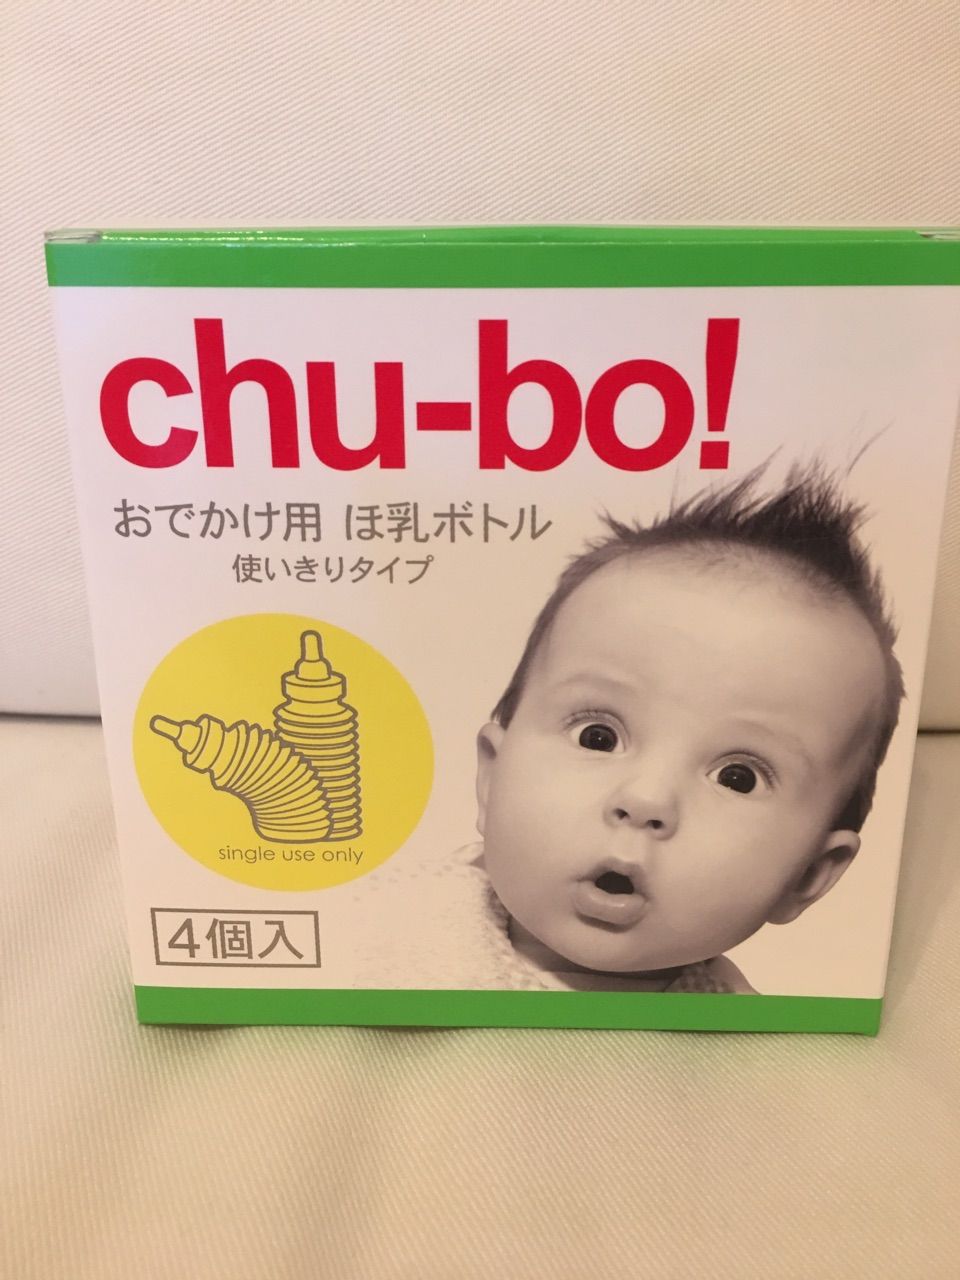 chu-bo!
おでかけ用 ほ乳ボトル
使いきりタイプ
single use only
4個入